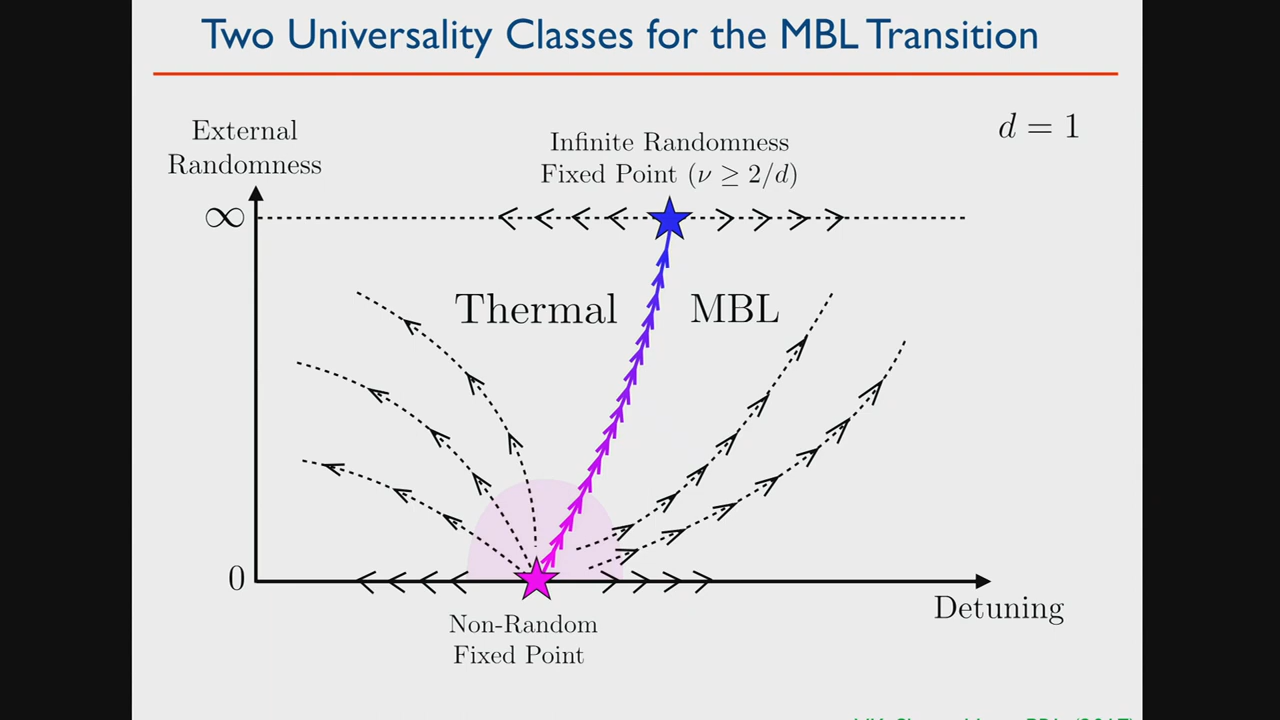 Two Universality Classes for the MBL Transition
External
Randomness
Infinite Randomness
Fixed Point (ν ≥ 2/d)
d = 1
∞
Thermal
MBL
0
Detuning
Non-Random
Fixed Point